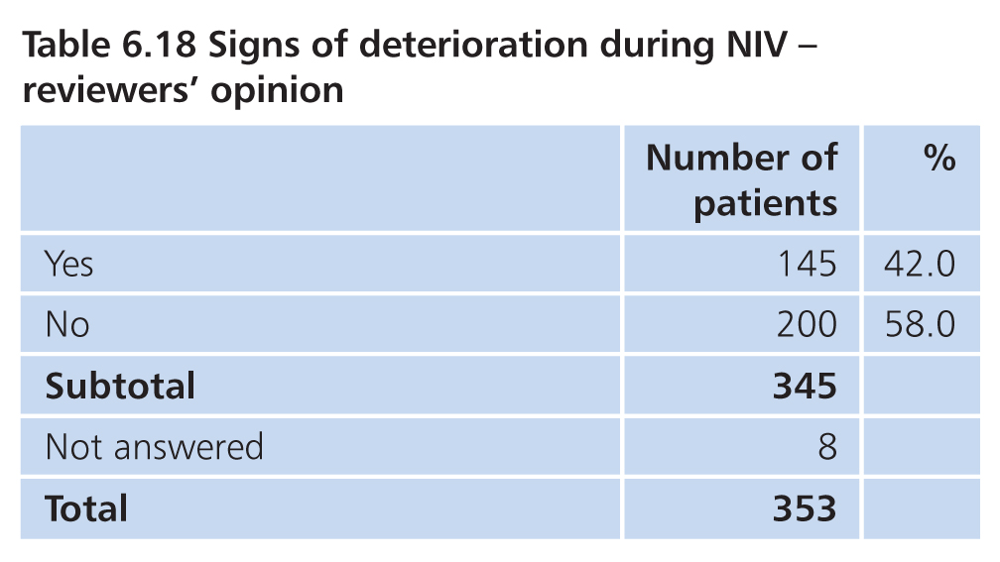 Table 6.18 Signs of deterioration during NIV –
reviewers’ opinion
Number of patients %
Yes 145 42.0
No 200 58.0
Subtotal 345
Not answered 8
Total 353